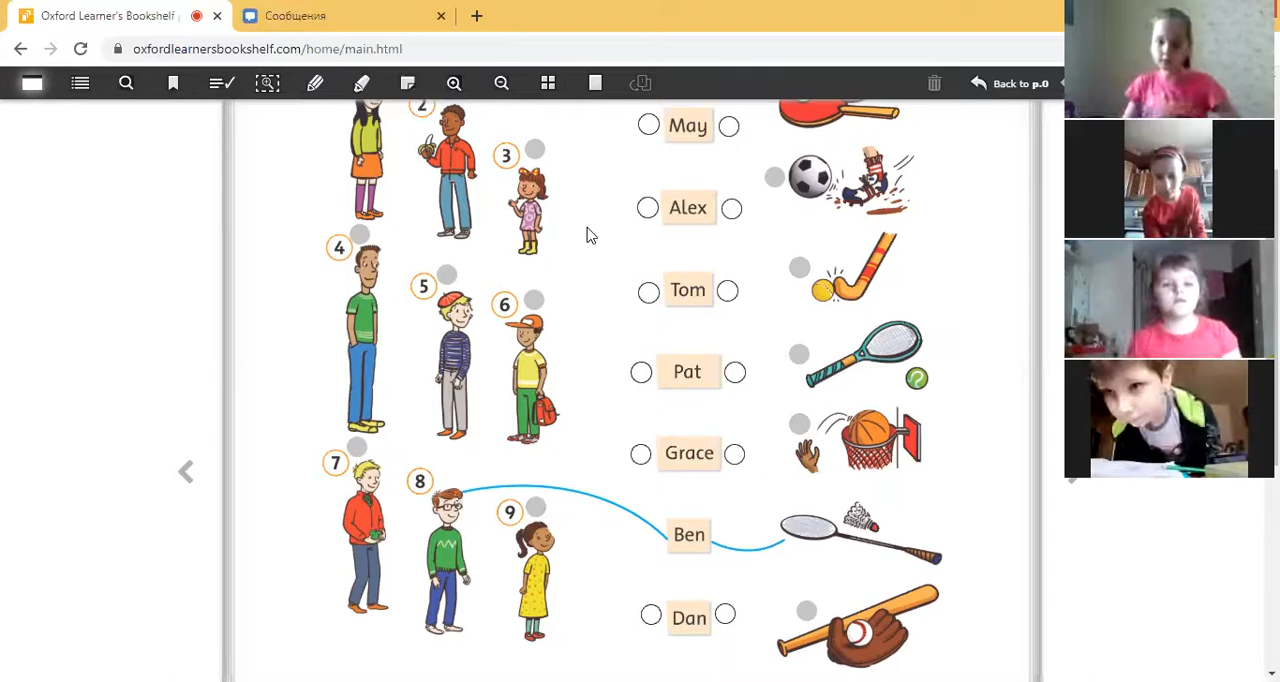 Oxford Learner's Bookshelf
Сообщения
oxfordlearnersbookshelf.com/home/main.html
Back to p.0
2
May
3
Alex
4
5
6
Tom
Pat
7
8
Grace
9
Ben
Dan